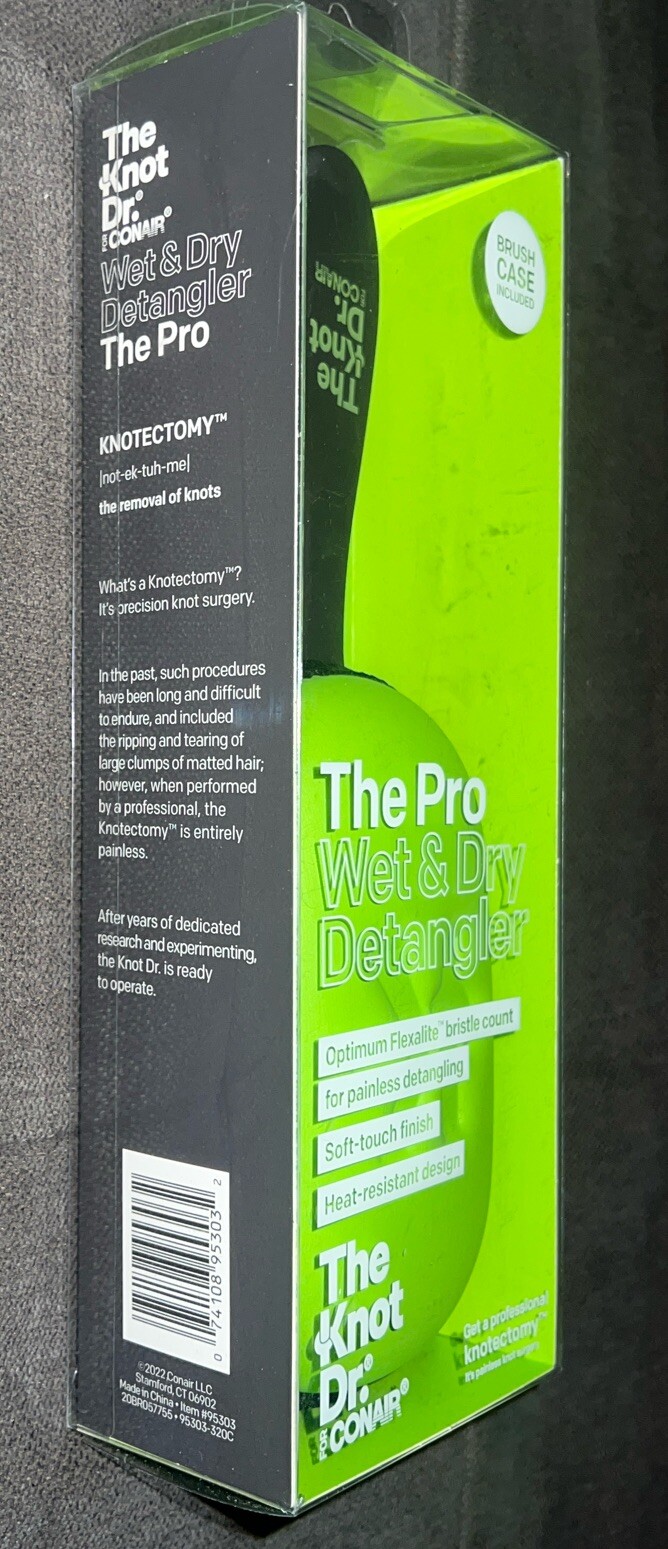 The
Knot
Dr.®
FOR CONAIR®
Wet & Dry
Detangler
The Pro
KNOTECTOMY™
|not-ek-tuh-me|
the removal of knots
What's a Knotectomy™?
It's precision knot surgery.
In the past, such procedures
have been long and difficult
to endure, and included
the ripping and tearing of
large clumps of matted hair;
however, when performed
by a professional, the
Knotectomy™ is entirely
painless.
After years of dedicated
research and experimenting,
the Knot Dr. is ready
to operate.
0 74108 95303 2
©2022 Conair LLC
Stamford, CT 06902
Made in China • Item #95303
20BR057755 • 95303-320C
The
Knot
Dr.
FOR CONAIR
BRUSH
CASE
INCLUDED
The Pro
Wet & Dry
Detangler
Optimum Flexalite™ bristle count
for painless detangling
Soft-touch finish
Heat-resistant design
The
Knot
Dr.®
FOR CONAIR®
Get a professional
knotectomy™
It's painless knot surgery.